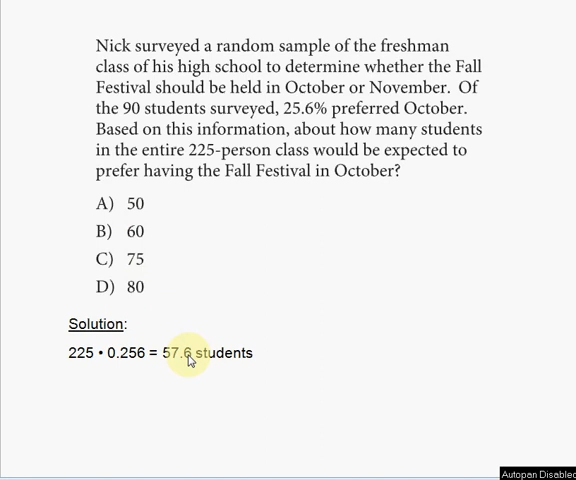 Nick surveyed a random sample of the freshman
class of his high school to determine whether the Fall
Festival should be held in October or November. Of
the 90 students surveyed, 25.6% preferred October.
Based on this information, about how many students
in the entire 225-person class would be expected to
prefer having the Fall Festival in October?
A) 50
B) 60
C) 75
D) 80
Solution:
225 • 0.256 = 57.6 students
Autopan Disabled